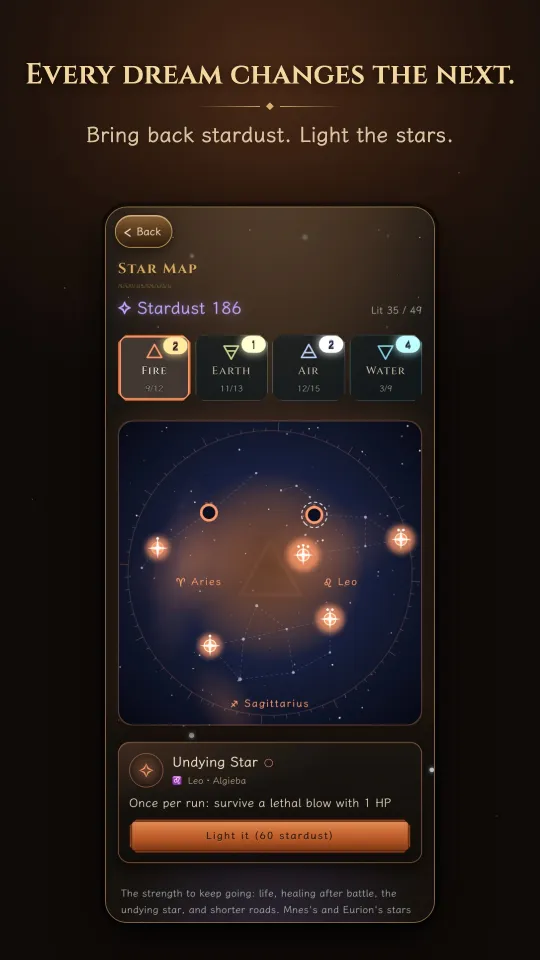 EVERY DREAM CHANGES THE NEXT.
Bring back stardust. Light the stars.
< Back
STAR MAP
✧ Stardust 186
Lit 35 / 49
2
1
2
4
FIRE
EARTH
AIR
WATER
9/12
11/13
12/15
3/9
♈ Aries
♌ Leo
♐ Sagittarius
Undying Star
♌ Leo • Algieba
Once per run: survive a lethal blow with 1 HP
Light it (60 stardust)
The strength to keep going: life, healing after battle, the
undying star, and shorter roads. Mnes's and Eurion's stars